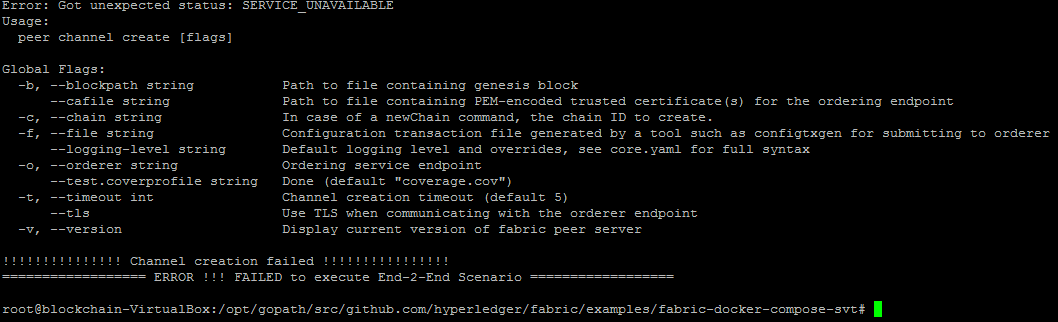 Error: Got unexpected status: SERVICE_UNAVAILABLE
Usage:
  peer channel create [flags]

Global Flags:
  -b, --blockpath string          Path to file containing genesis block
      --cafile string             Path to file containing PEM-encoded trusted certificate(s) for the ordering endpoint
  -c, --chain string              In case of a newChain command, the chain ID to create.
  -f, --file string               Configuration transaction file generated by a tool such as configtxgen for submitting to orderer
      --logging-level string      Default logging level and overrides, see core.yaml for full syntax
  -o, --orderer string            Ordering service endpoint
      --test.coverprofile string   Done (default "coverage.cov")
  -t, --timeout int               Channel creation timeout (default 5)
      --tls                       Use TLS when communicating with the orderer endpoint
  -v, --version                   Display current version of fabric peer server

!!!!!!!!!!!!!!! Channel creation failed !!!!!!!!!!!!!!!!
================== ERROR !!! FAILED to execute End-2-End Scenario ==================

root@blockchain-VirtualBox:/opt/gopath/src/github.com/hyperledger/fabric/examples/fabric-docker-compose-svt#